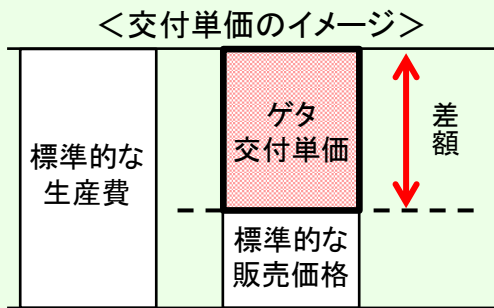 ＜交付単価のイメージ＞
標準的な
生産費
ゲタ
交付単価
標準的な
販売価格
差額